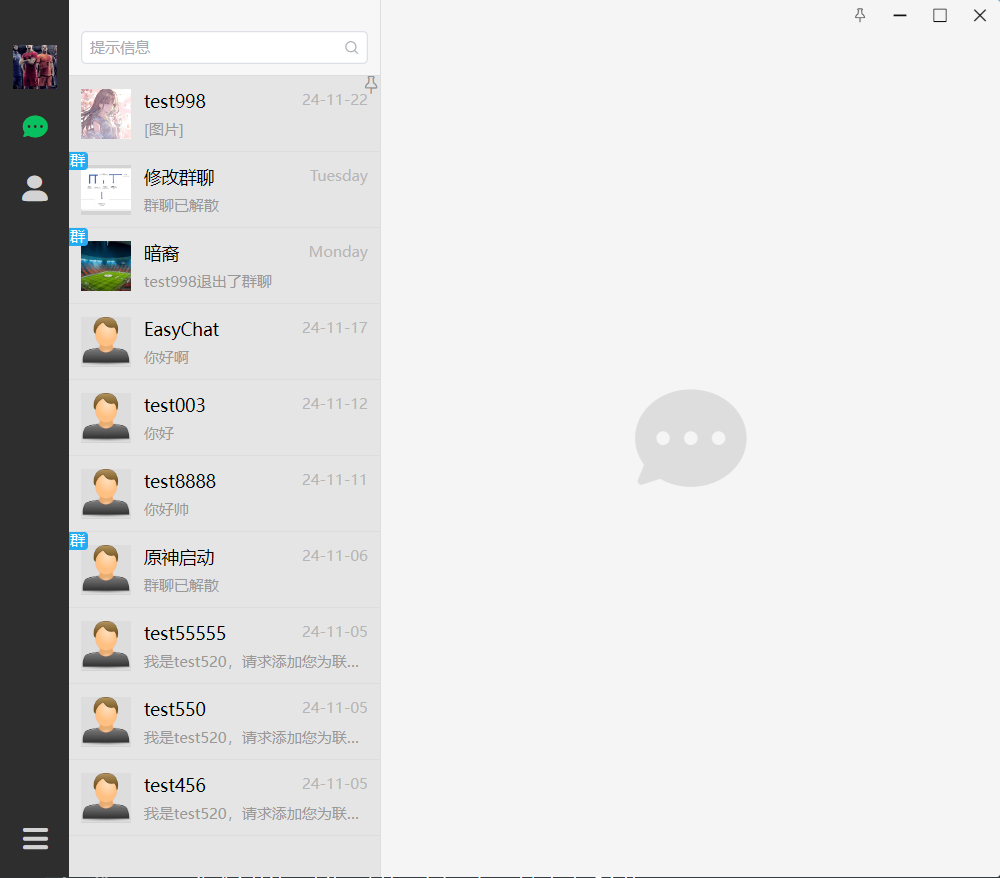 提示信息
test998
24-11-22
[图片]
群
修改群聊
Tuesday
群聊已解散
群
暗裔
Monday
test998退出了群聊
EasyChat
24-11-17
你好啊
test003
24-11-12
你好
test8888
24-11-11
你好帅
群
原神启动
24-11-06
群聊已解散
test55555
24-11-05
我是test520，请求添加您为联...
test550
24-11-05
我是test520，请求添加您为联...
test456
24-11-05
我是test520，请求添加您为联...